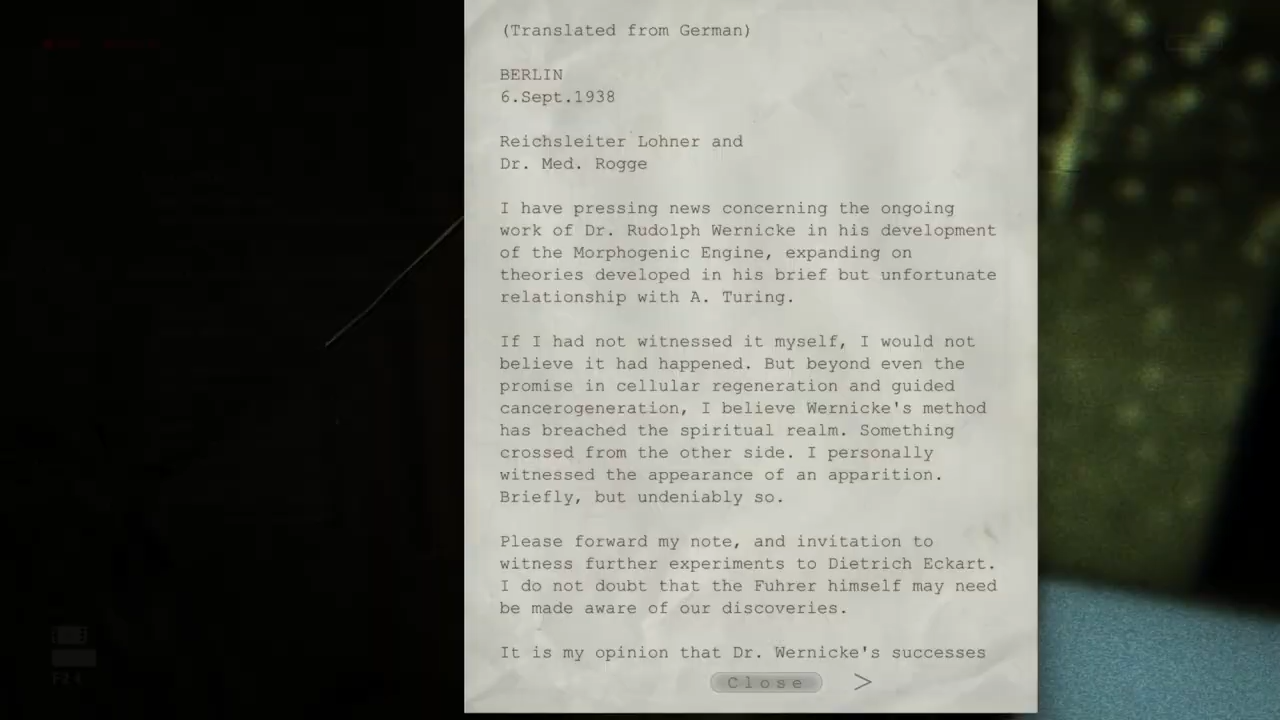 (Translated from German)
BERLIN
6.Sept.1938
Reichsleiter Lohner and
Dr. Med. Rogge
I have pressing news concerning the ongoing
work of Dr. Rudolph Wernicke in his development
of the Morphogenic Engine, expanding on
theories developed in his brief but unfortunate
relationship with A. Turing.
If I had not witnessed it myself, I would not
believe it had happened. But beyond even the
promise in cellular regeneration and guided
cancerogeneration, I believe Wernicke's method
has breached the spiritual realm. Something
crossed from the other side. I personally
witnessed the appearance of an apparition.
Briefly, but undeniably so.
Please forward my note, and invitation to
witness further experiments to Dietrich Eckart.
I do not doubt that the Fuhrer himself may need
be made aware of our discoveries.
It is my opinion that Dr. Wernicke's successes
Close >